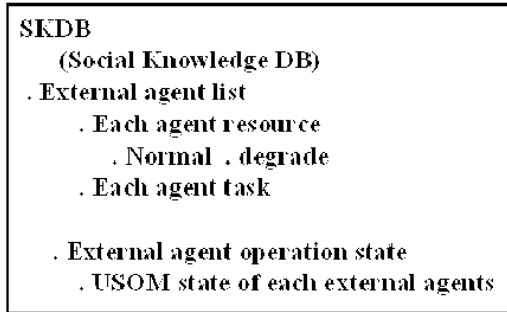 SKDB
(Social Knowledge DB)
. External agent list
. Each agent resource
. Normal . degrade
. Each agent task
. External agent operation state
. USOM state of each external agents